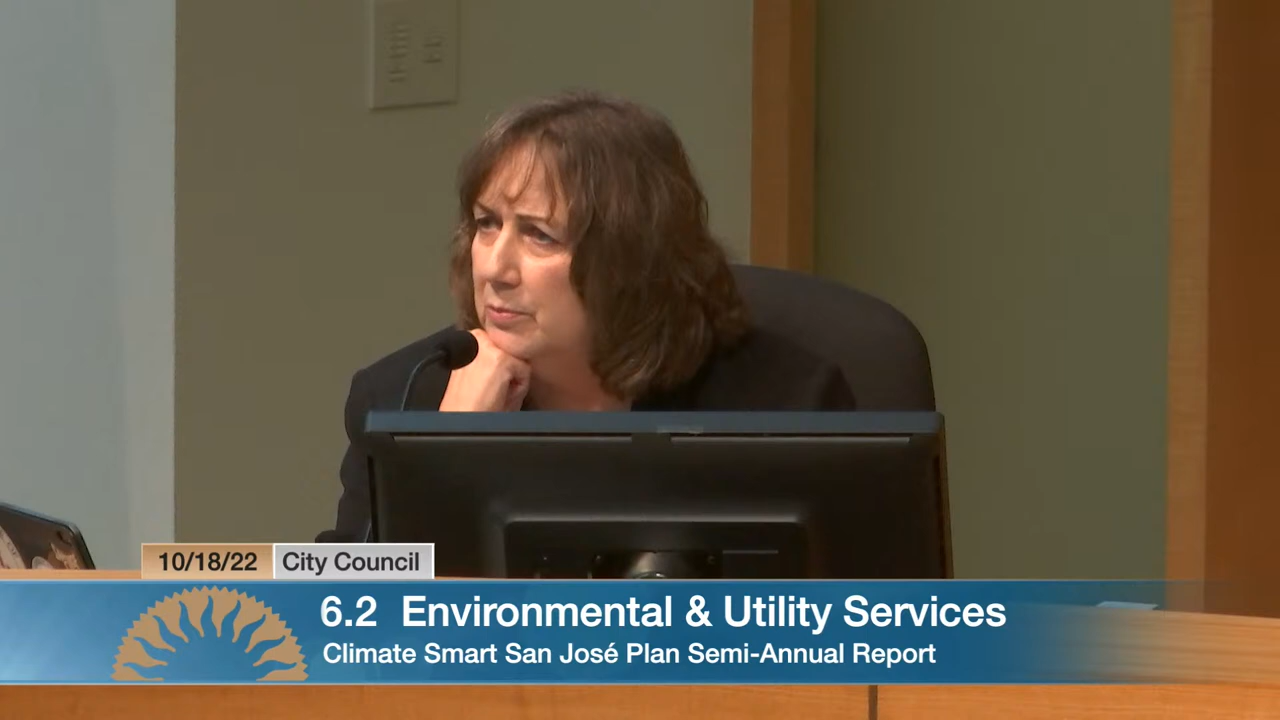 10/18/22 City Council
6.2 Environmental & Utility Services
Climate Smart San José Plan Semi-Annual Report